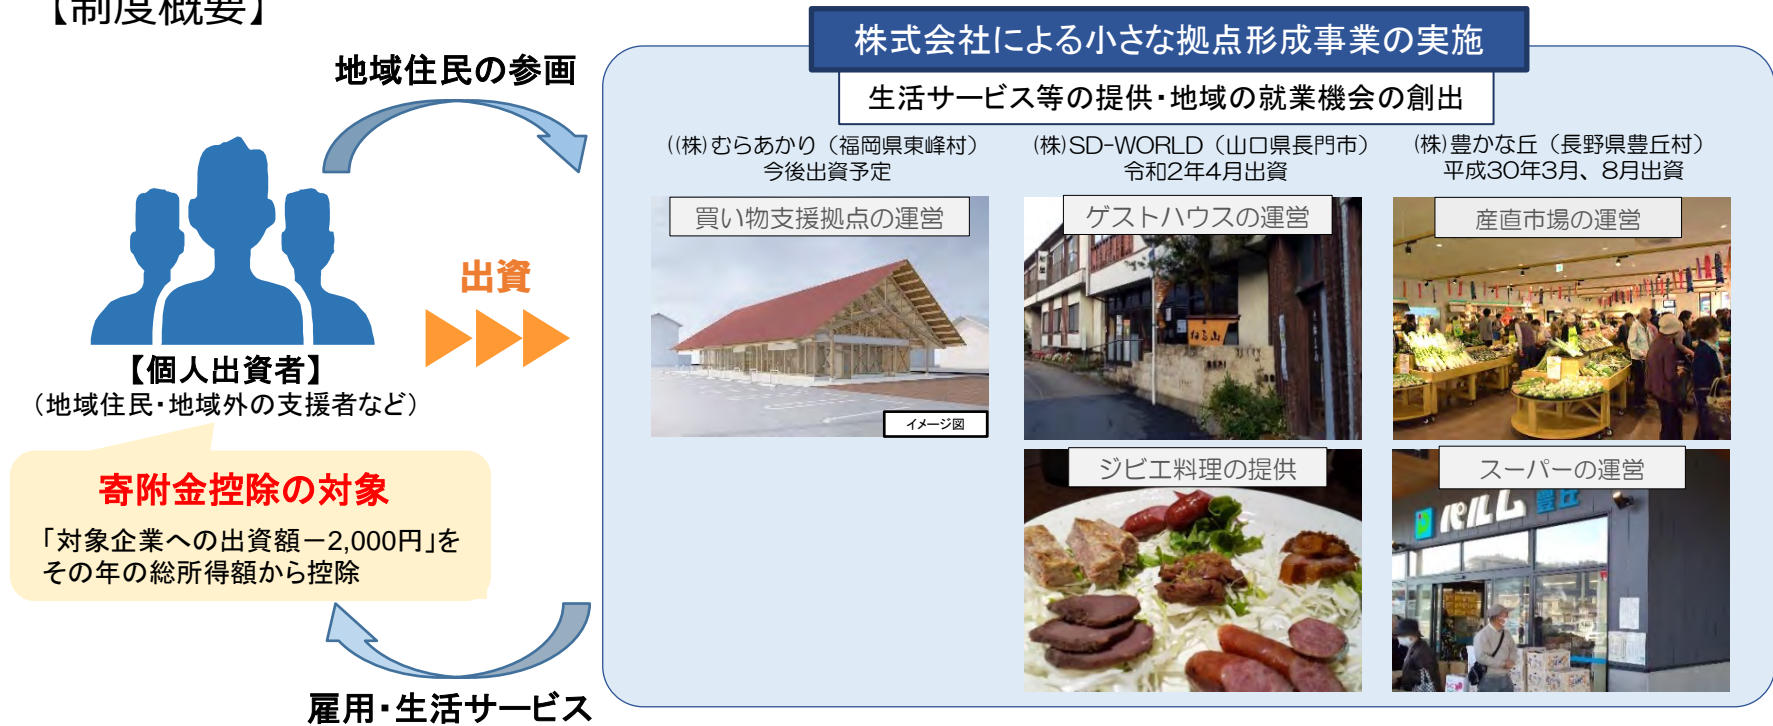 【制度概要】
地域住民の参画
出資
【個人出資者】
（地域住民・地域外の支援者など）
寄附金控除の対象
「対象企業への出資額－2,000円」を
その年の総所得額から控除
雇用・生活サービス
株式会社による小さな拠点形成事業の実施
生活サービス等の提供・地域の就業機会の創出
((株)むらあかり（福岡県東峰村）
今後出資予定
買い物支援拠点の運営
イメージ図
(株)SD-WORLD（山口県長門市）
令和2年4月出資
ゲストハウスの運営
ジビエ料理の提供
(株)豊かな丘（長野県豊丘村）
平成30年3月、8月出資
産直市場の運営
スーパーの運営
パルム 豊丘